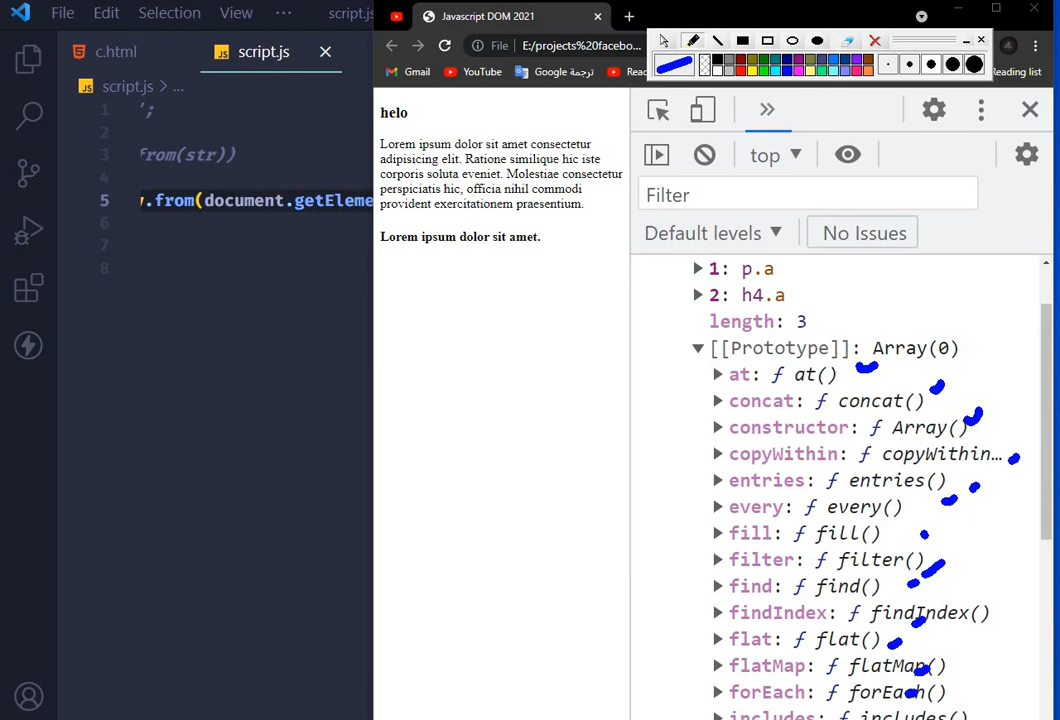 File Edit Selection View ··· script.js
c.html script.js
script.js > ...
1 ';
2
3 from(str))
4
5 .from(document.getEleme
6
7
8
Javascript DOM 2021
File E:/projects%20facebo...
Gmail YouTube Google ترجمة Reading list
helo
Lorem ipsum dolor sit amet consectetur
adipisicing elit. Ratione similique hic iste
corporis soluta eveniet. Molestiae consectetur
perspiciatis hic, officia nihil commodi
provident exercitationem praesentium.
Lorem ipsum dolor sit amet.
top
Filter
Default levels No Issues
1: p.a
2: h4.a
length: 3
[[Prototype]]: Array(0)
at: ƒ at()
concat: ƒ concat()
constructor: ƒ Array()
copyWithin: ƒ copyWithin…
entries: ƒ entries()
every: ƒ every()
fill: ƒ fill()
filter: ƒ filter()
find: ƒ find()
findIndex: ƒ findIndex()
flat: ƒ flat()
flatMap: ƒ flatMap()
forEach: ƒ forEach()
includes: ƒ includes()